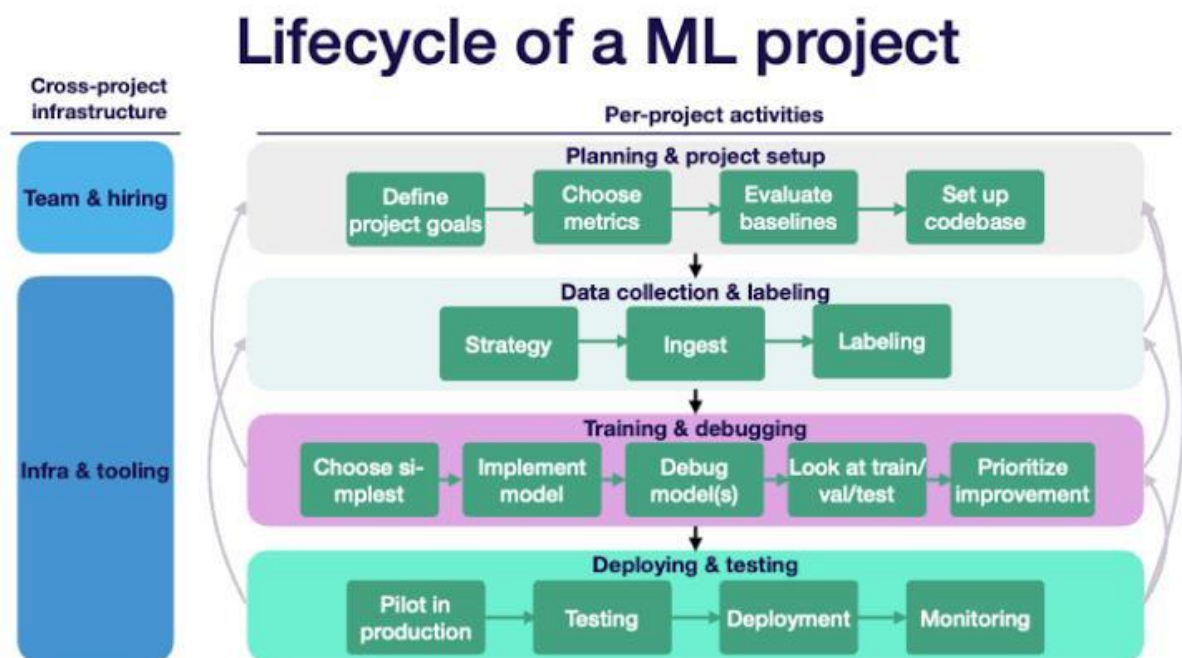 Lifecycle of a ML project
Cross-project
infrastructure
Per-project activities
Team & hiring
Infra & tooling
Planning & project setup
Define
project goals
Choose
metrics
Evaluate
baselines
Set up
codebase
Data collection & labeling
Strategy
Ingest
Labeling
Training & debugging
Choose si-
mplest
Implement
model
Debug
model(s)
Look at train/
val/test
Prioritize
improvement
Deploying & testing
Pilot in
production
Testing
Deployment
Monitoring